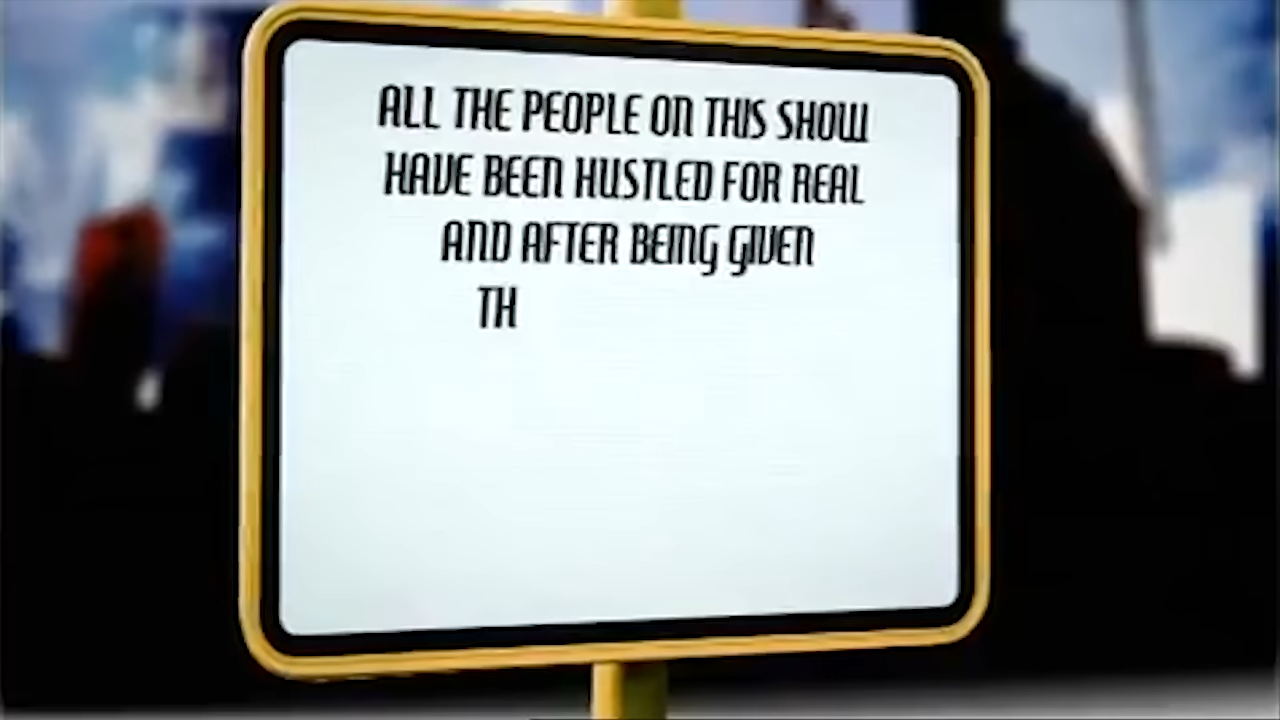 ALL THE PEOPLE ON THIS SHOW
HAVE BEEN HUSTLED FOR REAL
AND AFTER BEING GIVEN
TH